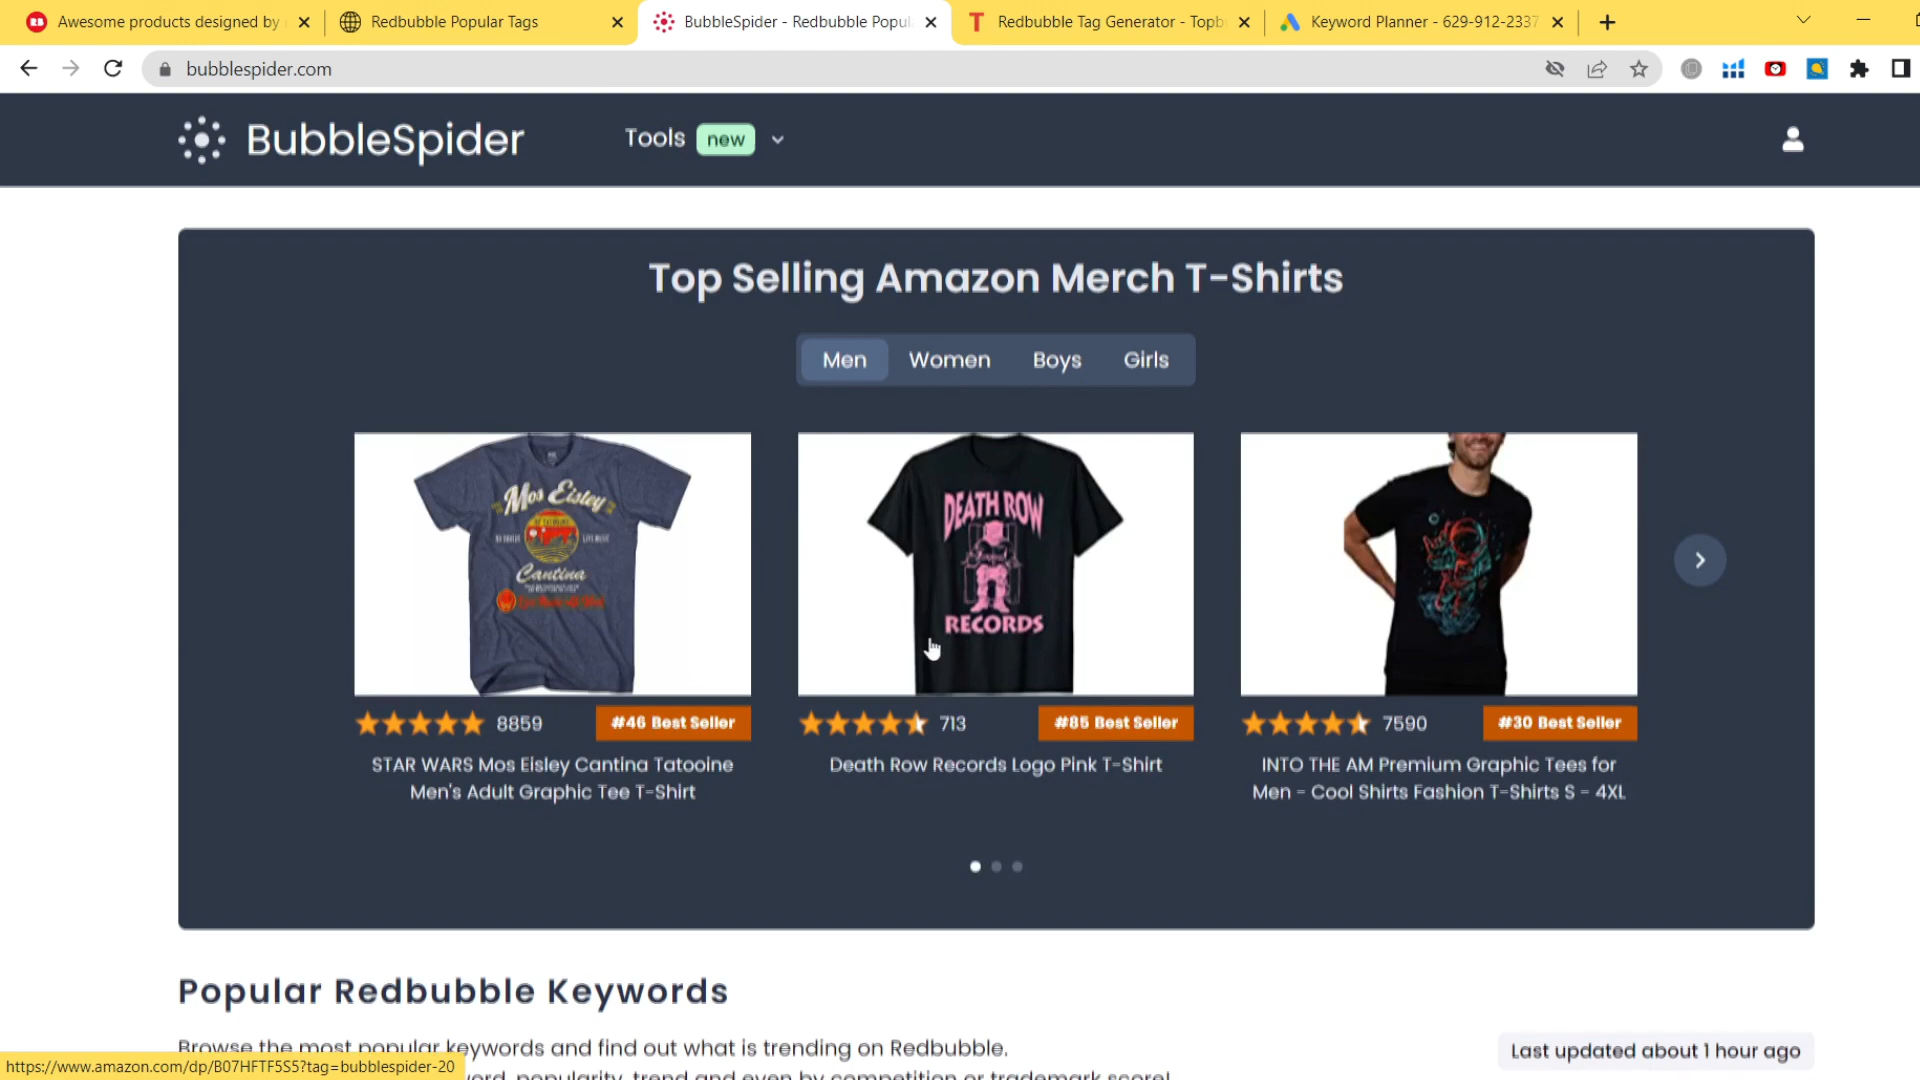 Awesome products designed by
Redbubble Popular Tags
BubbleSpider - Redbubble Popul
Redbubble Tag Generator - Topb
Keyword Planner - 629-912-2337
bubblespider.com
BubbleSpider
Tools new
Top Selling Amazon Merch T-Shirts
Men Women Boys Girls
Mos Eisley
Cantina
DEATH ROW
RECORDS
8859 #46 Best Seller
713 #85 Best Seller
7590 #30 Best Seller
STAR WARS Mos Eisley Cantina Tatooine
Men's Adult Graphic Tee T-Shirt
Death Row Records Logo Pink T-Shirt
INTO THE AM Premium Graphic Tees for
Men - Cool Shirts Fashion T-Shirts S - 4XL
Popular Redbubble Keywords
Browse the most popular keywords and find out what is trending on Redbubble.
Last updated about 1 hour ago
https://www.amazon.com/dp/B07HFTF5S5?tag=bubblespider-20
popularity, trend and even by competition or trademark score!